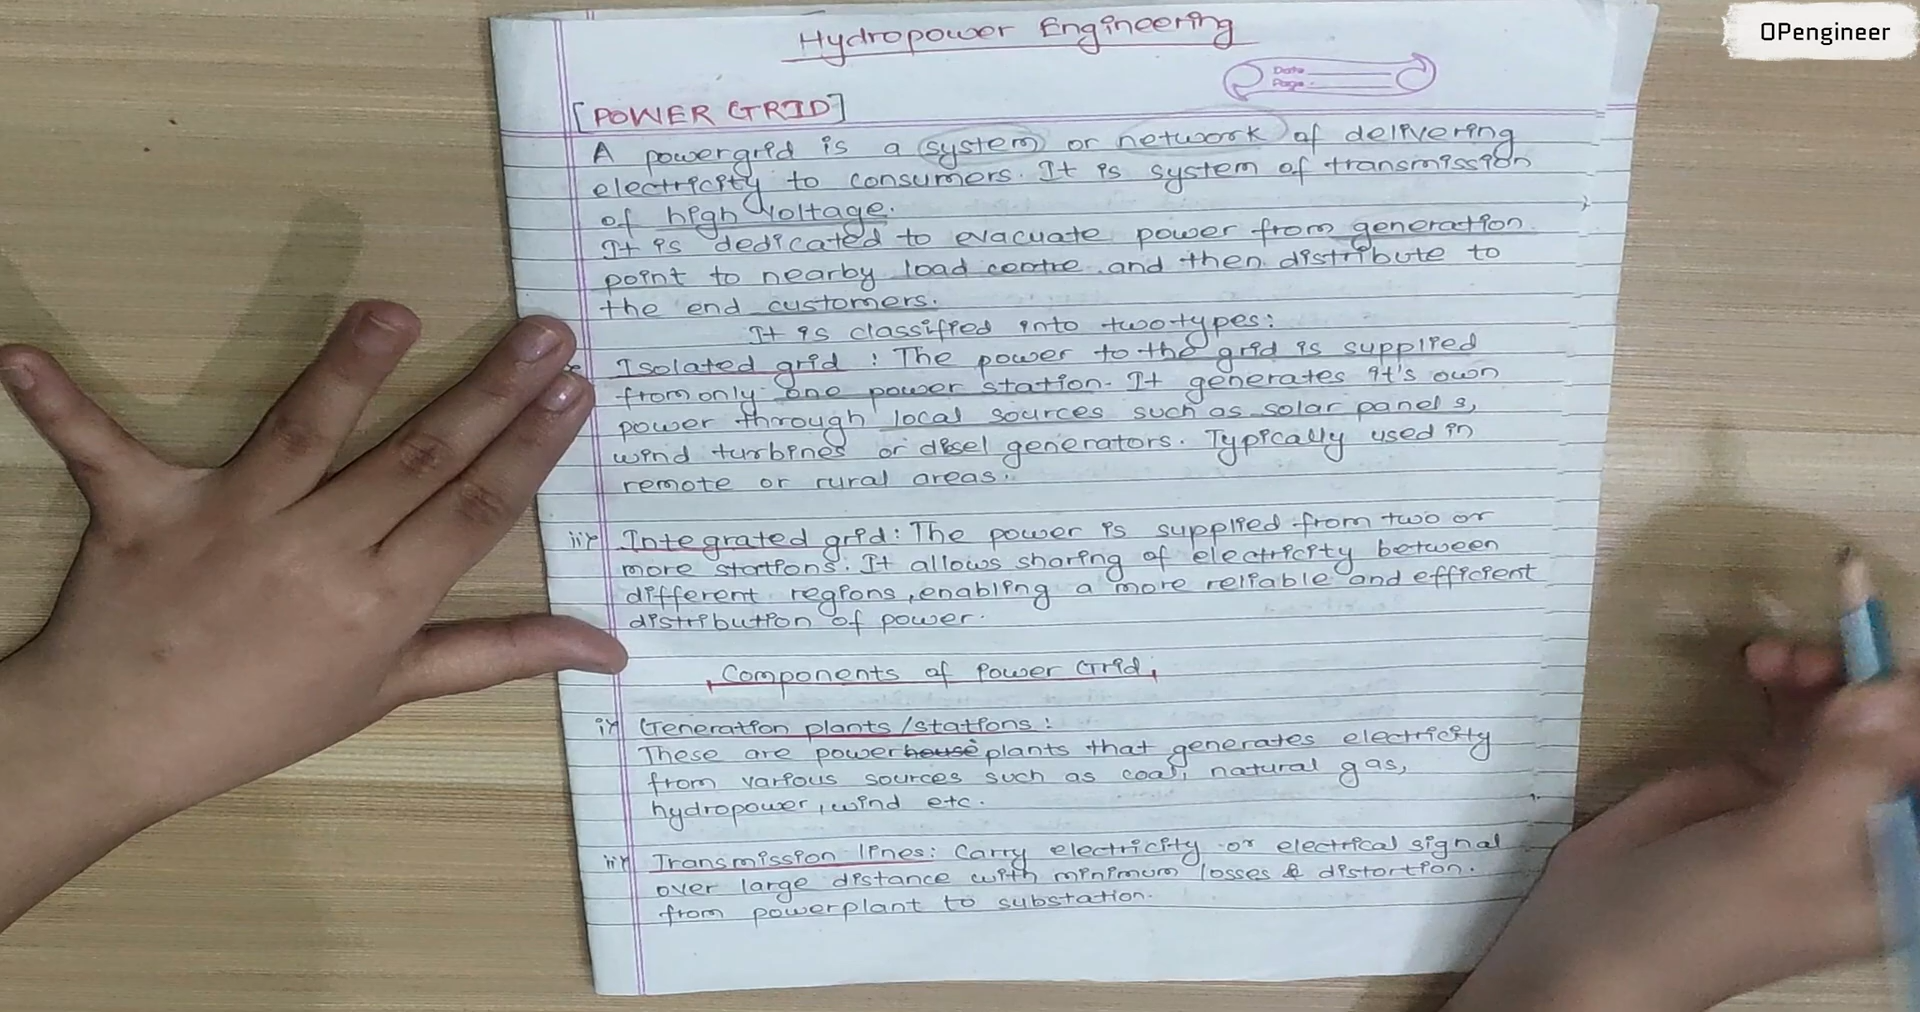 Hydropower Engineering
OPengineer
Date
Page
[POWER GRID]
A powergrid is a system or network of delivering
electricity to consumers. It is system of transmission
of high voltage.
It is dedicated to evacuate power from generation
point to nearby load centre and then distribute to
the end customers.
It is classified into two types:
Isolated grid : The power to the grid is supplied
from only one power station. It generates it's own
power through local sources such as solar panels,
wind turbines or disel generators. Typically used in
remote or rural areas.
ii) Integrated grid: The power is supplied from two or
more stations. It allows sharing of electricity between
different regions, enabling a more reliable and efficient
distribution of power.
Components of Power Grid
i) Generation plants/stations:
These are power house plants that generates electricity
from various sources such as coal, natural gas,
hydropower, wind etc.
ii) Transmission lines: Carry electricity or electrical signal
over large distance with minimum losses & distortion.
from powerplant to substation.